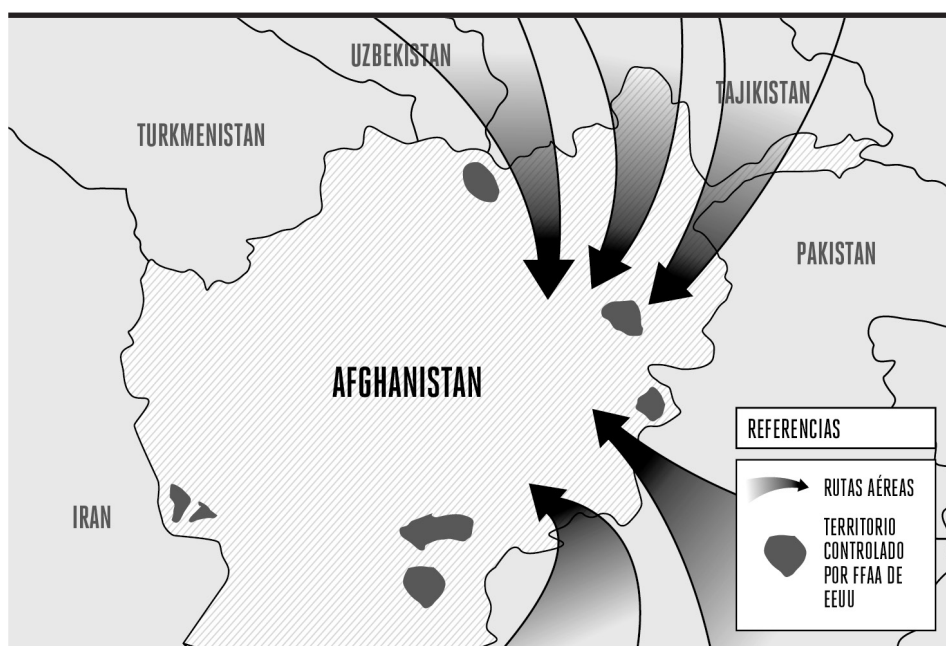 UZBEKISTAN
TAJIKISTAN
TURKMENISTAN
PAKISTAN
AFGHANISTAN
IRAN
REFERENCIAS
RUTAS AÉREAS
TERRITORIO
CONTROLADO
POR FFAA DE
EEUU